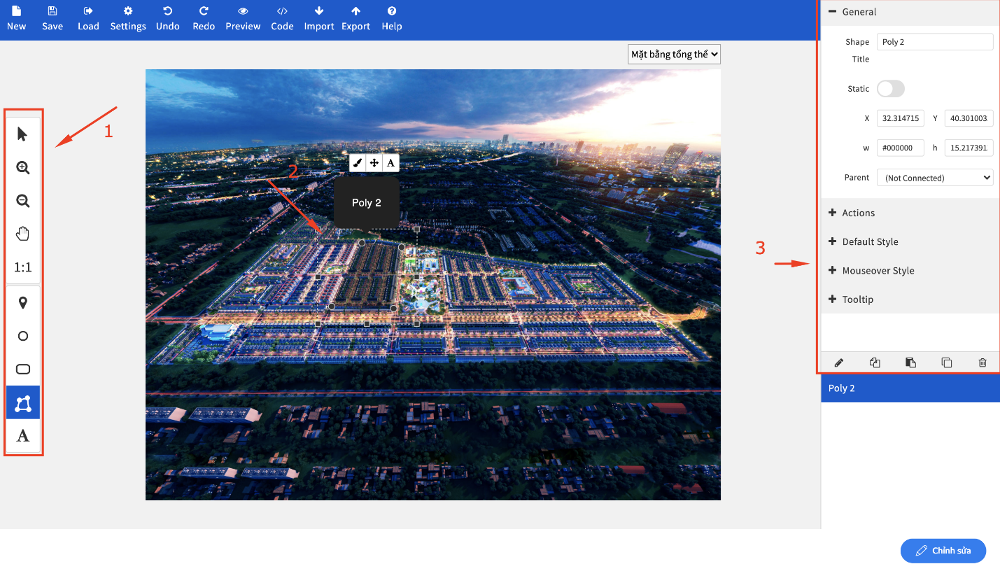 New Save Load Settings Undo Redo Preview Code Import Export Help
Mặt bằng tổng thể
1
1:1
A
2
A
Poly 2
3
General
Shape Title Poly 2
Static
X 32.314715 Y 40.301003
w #000000 h 15.217391
Parent (Not Connected)
Actions
Default Style
Mouseover Style
Tooltip
Poly 2
Chỉnh sửa